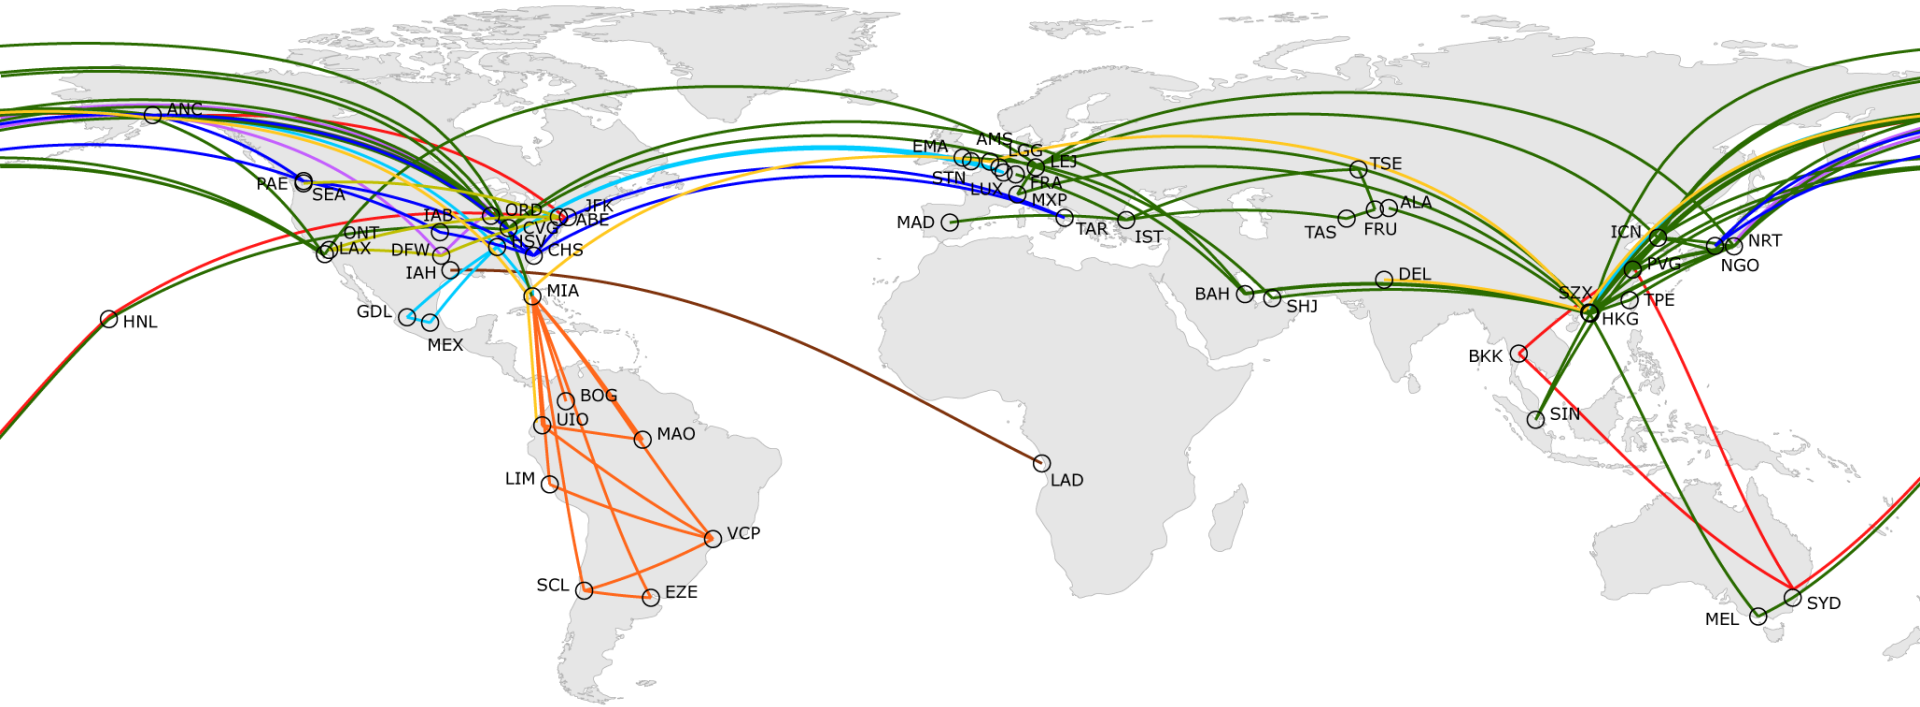 ANC
PAE
SEA
IAB
ORD
JFK
ABE
CVG
HSV
CHS
ONT
LAX
DFW
IAH
MIA
GDL
MEX
HNL
BOG
UIO
MAO
LIM
VCP
SCL
EZE
EMA
AMS
LGG
LEJ
STN
LUX
FRA
MXP
MAD
TAR
IST
TSE
ALA
TAS
FRU
BAH
SHJ
DEL
LAD
ICN
NRT
PVG
NGO
SZX
TPE
HKG
BKK
SIN
MEL
SYD